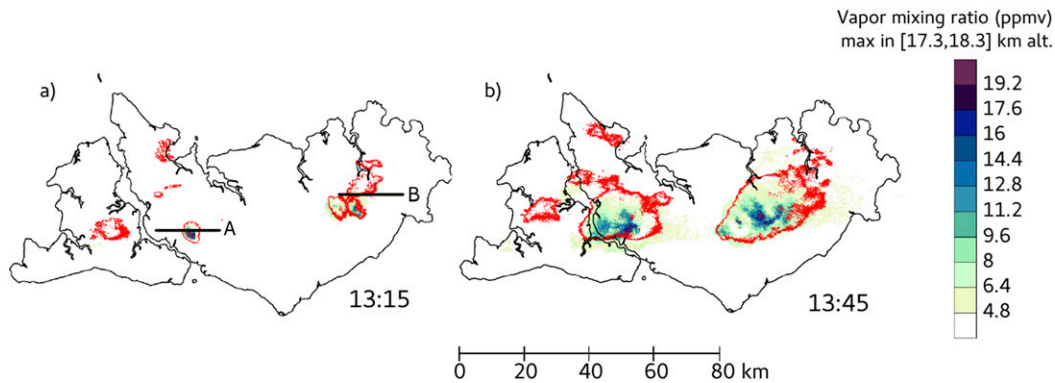 Vapor mixing ratio (ppmv)
max in [17.3,18.3] km alt.
a)
b)
A
B
13:15
13:45
19.2
17.6
16
14.4
12.8
11.2
9.6
8
6.4
4.8
0 20 40 60 80 km